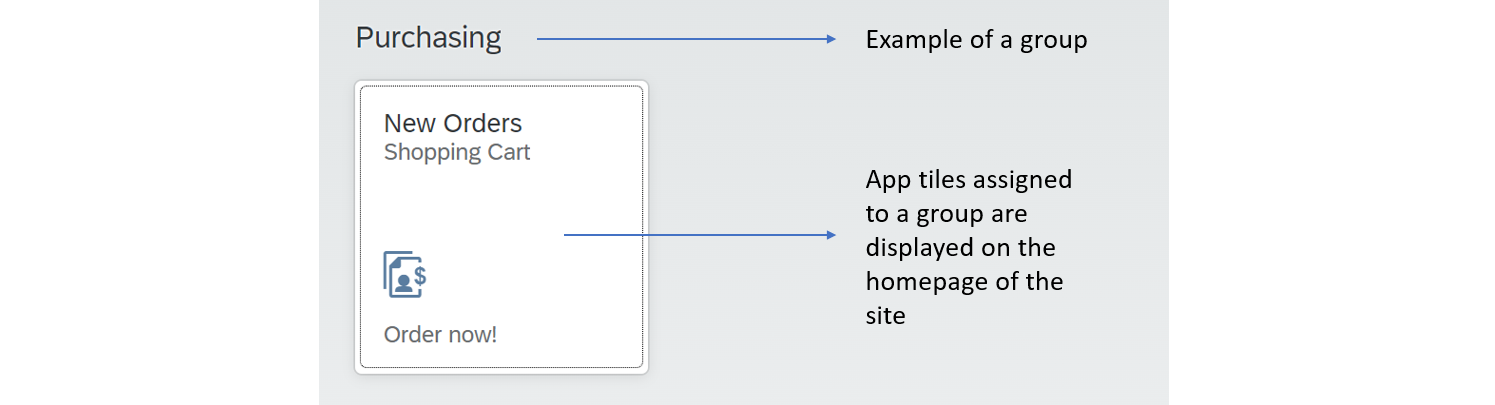 Purchasing
Example of a group
New Orders
Shopping Cart
$
Order now!
App tiles assigned
to a group are
displayed on the
homepage of the
site